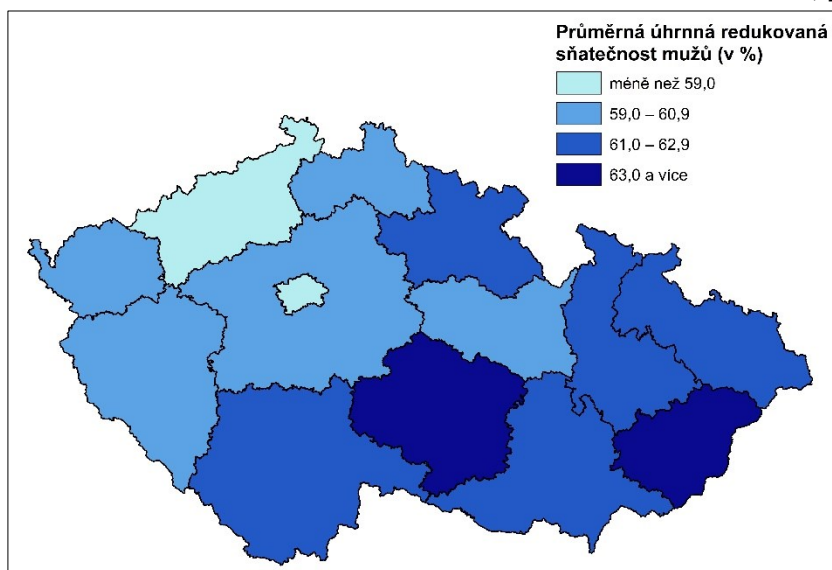 Průměrná úhrnná redukovaná
sňatečnost mužů (v %)
méně než 59,0
59,0 – 60,9
61,0 – 62,9
63,0 a více